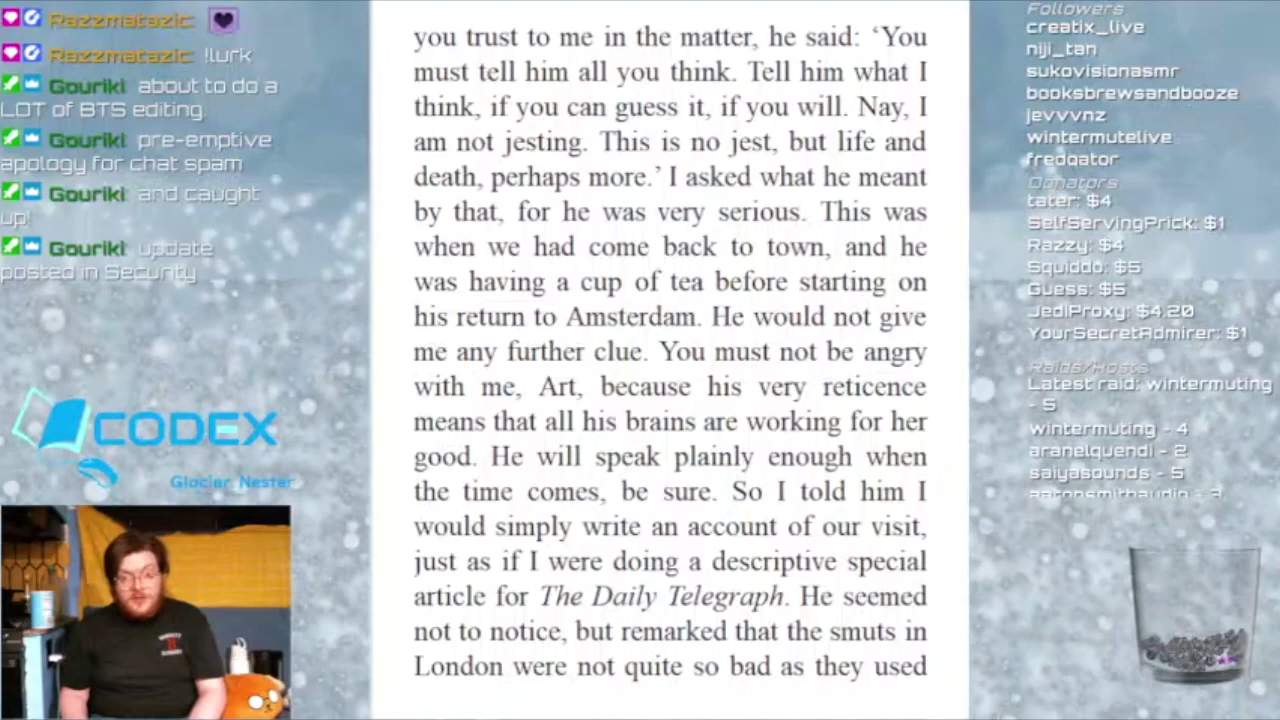 Razzmatazic:
Razzmatazic: !lurk
Gouriki: about to do a
LOT of BTS editing.
Gouriki: pre-emptive
apology for chat spam
Gouriki: and caught
up!
Gouriki: update
posted in Security
CODEX
Glacier Nester
you trust to me in the matter, he said: ‘You
must tell him all you think. Tell him what I
think, if you can guess it, if you will. Nay, I
am not jesting. This is no jest, but life and
death, perhaps more.’ I asked what he meant
by that, for he was very serious. This was
when we had come back to town, and he
was having a cup of tea before starting on
his return to Amsterdam. He would not give
me any further clue. You must not be angry
with me, Art, because his very reticence
means that all his brains are working for her
good. He will speak plainly enough when
the time comes, be sure. So I told him I
would simply write an account of our visit,
just as if I were doing a descriptive special
article for The Daily Telegraph. He seemed
not to notice, but remarked that the smuts in
London were not quite so bad as they used
Followers
creatix_live
niji_tan
sukovisionasmr
booksbrewsandbooze
jevvvnz
wintermutelive
fredgator
Donators
tater: $4
SelfServingPrick: $1
Razzy: $4
Squiddo: $5
Guess: $5
JediProxy: $4.20
YourSecretAdmirer: $1
Raids/Hosts
Latest raid: wintermuting
- 5
wintermuting - 4
aranelquendi - 2
saiyasounds - 5
aaronsmithaudio - 3